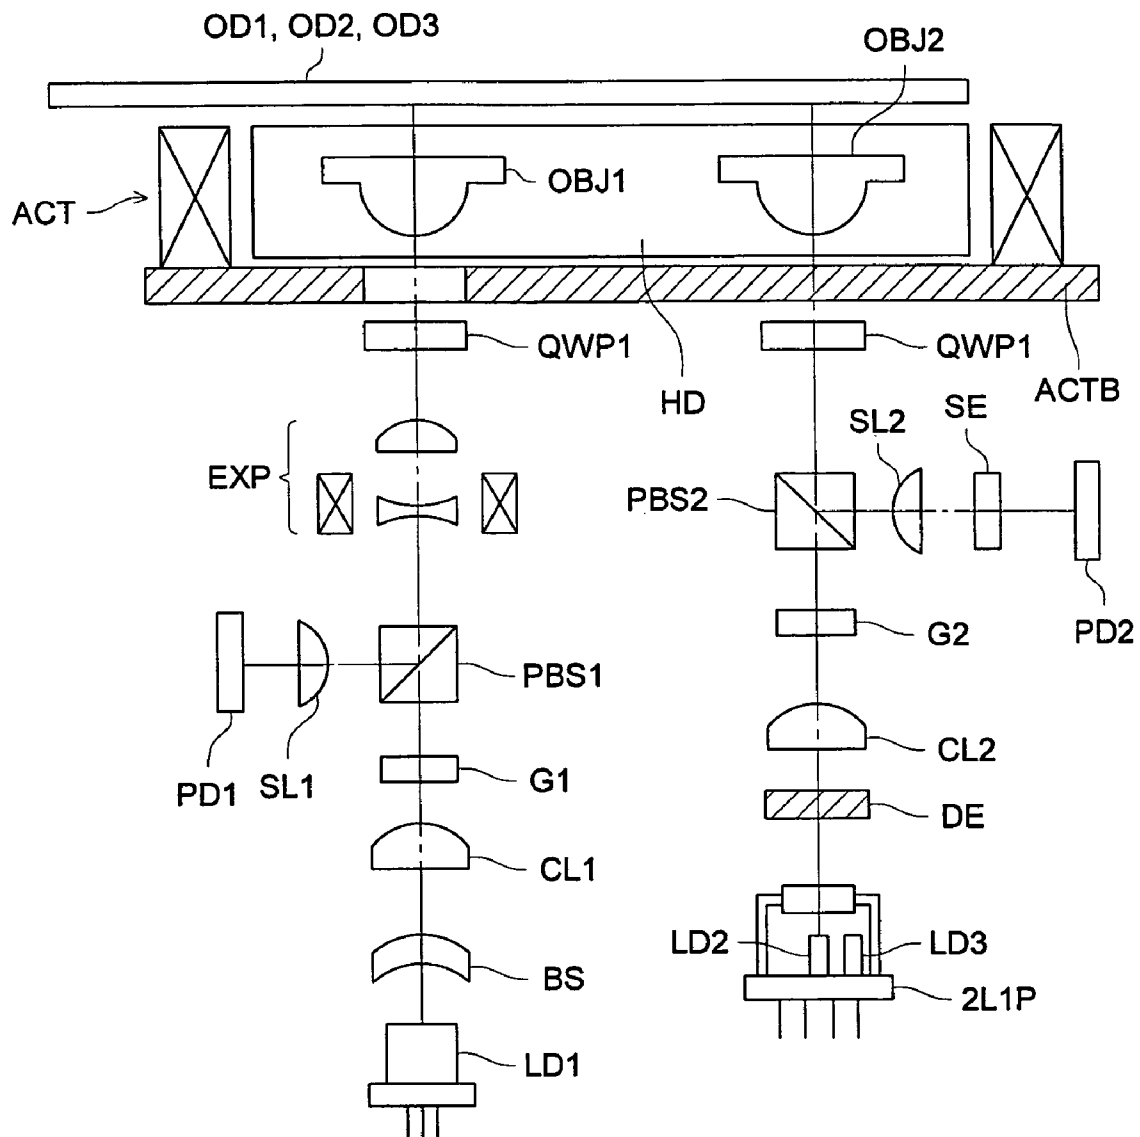 OD1, OD2, OD3
OBJ2
OBJ1
ACT
QWP1
QWP1
HD
ACTB
SL2
SE
EXP
PBS2
G2
PD2
PBS1
PD1
SL1
G1
CL2
DE
CL1
LD2
LD3
BS
2L1P
LD1